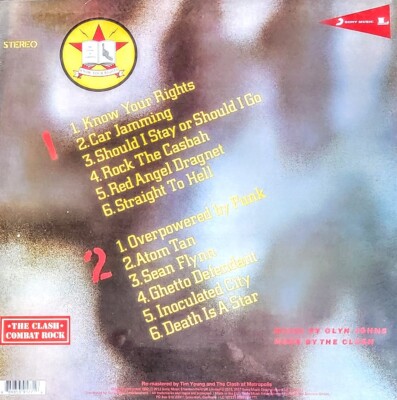 STEREO
SONY MUSIC
L
1
1. Know Your Rights
2. Car Jamming
3. Should I Stay or Should I Go
4. Rock The Casbah
5. Red Angel Dragnet
6. Straight To Hell
2
1. Overpowered by Funk
2. Atom Tan
3. Sean Flynn
4. Ghetto Defendant
5. Inoculated City
6. Death Is A Star
BY GLYN JOHNS
BY THE CLASH
★THE CLASH★
COMBAT ROCK
Re-mastered by Tim Young and The Clash at Metropolis